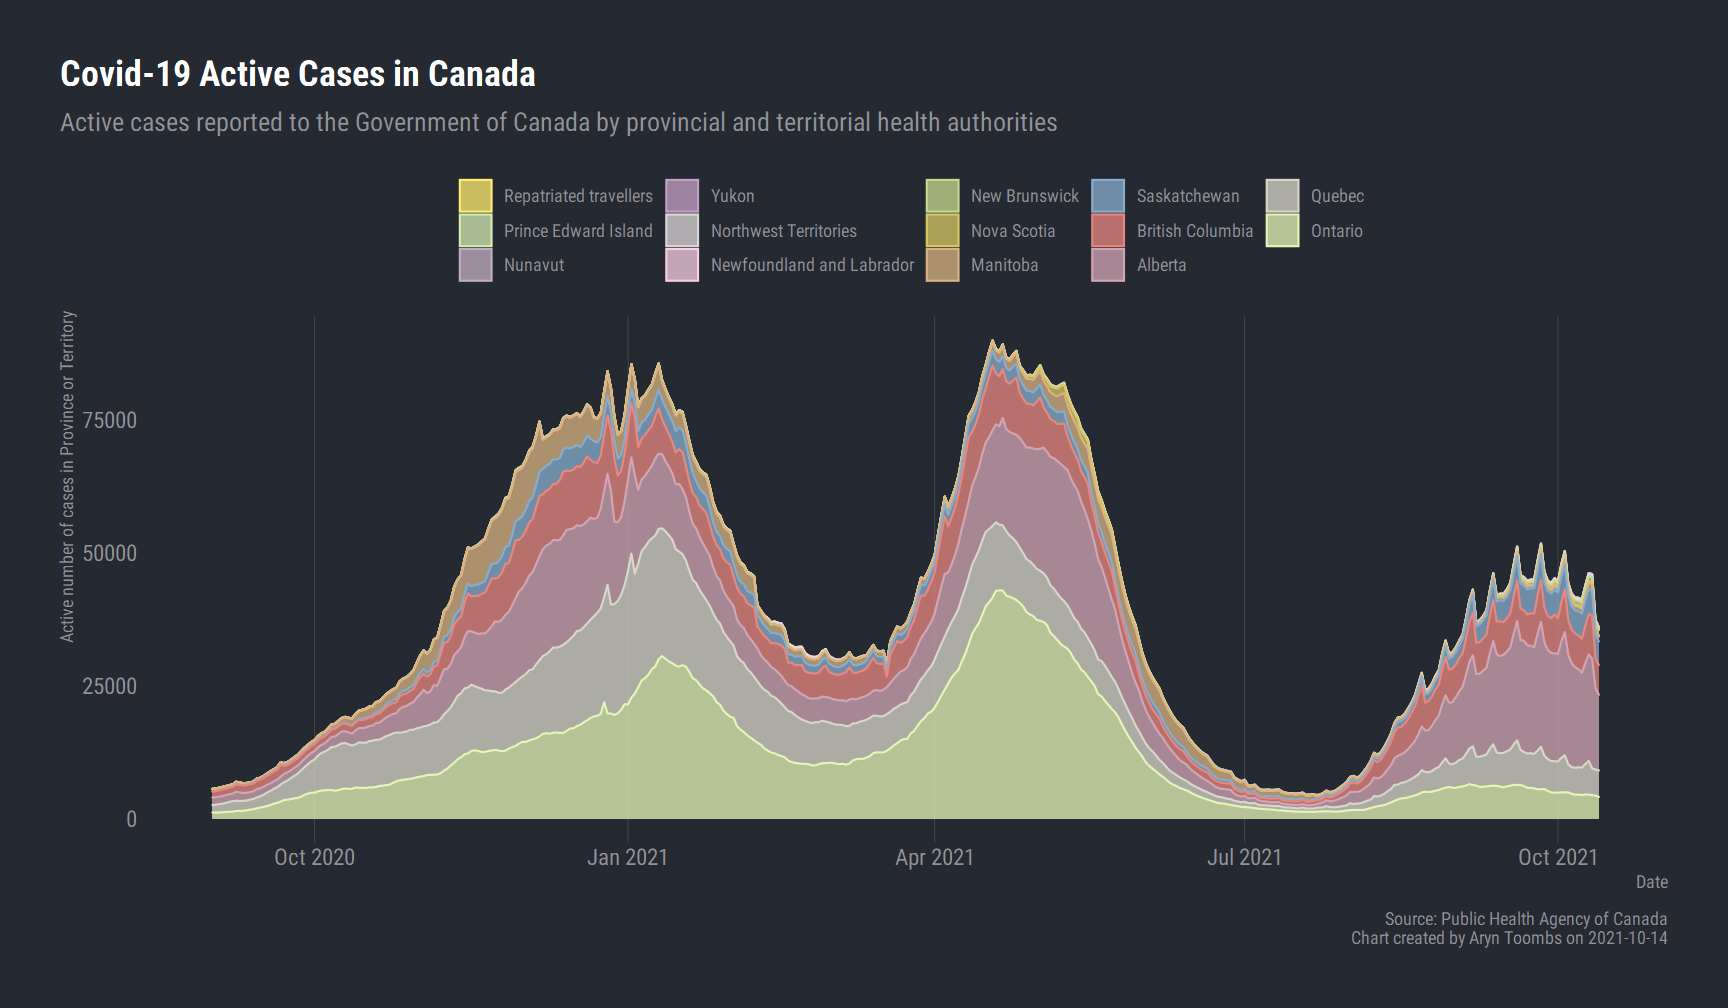 Covid-19 Active Cases in Canada
Active cases reported to the Government of Canada by provincial and territorial health authorities
Repatriated travellers Yukon New Brunswick Saskatchewan Quebec
Prince Edward Island Northwest Territories Nova Scotia British Columbia Ontario
Nunavut Newfoundland and Labrador Manitoba Alberta
Active number of cases in Province or Territory
75000
50000
25000
0
Oct 2020 Jan 2021 Apr 2021 Jul 2021 Oct 2021
Date
Source: Public Health Agency of Canada
Chart created by Aryn Toombs on 2021-10-14